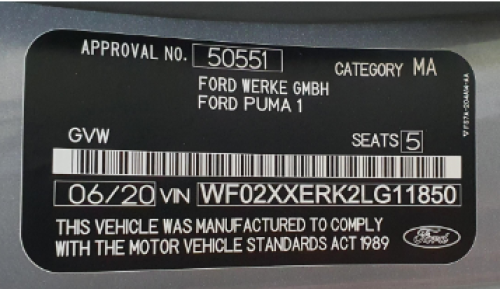 APPROVAL NO. 50551 CATEGORY MA
FORD WERKE GMBH
FORD PUMA 1
GVW SEATS 5
06/20 VIN WF02XXERK2LG11850
THIS VEHICLE WAS MANUFACTURED TO COMPLY
WITH THE MOTOR VEHICLE STANDARDS ACT 1989
Ford